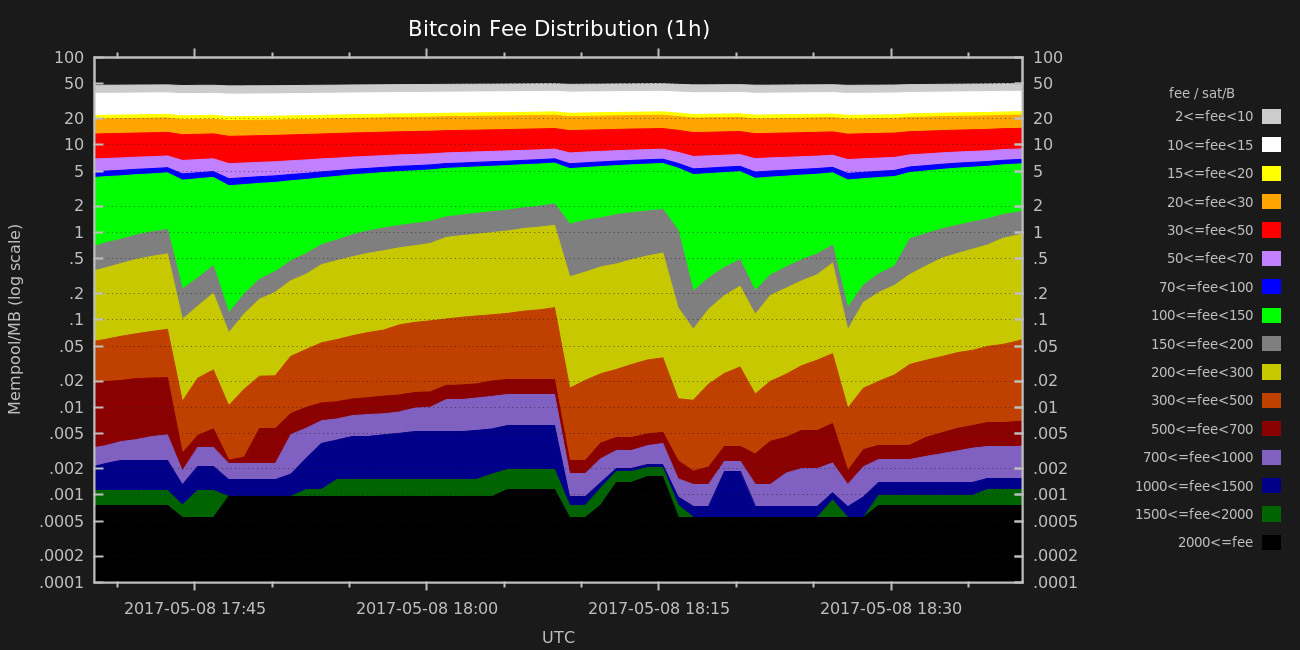 Bitcoin Fee Distribution (1h)
100
50
20
10
5
2
1
.5
.2
.1
.05
.02
.01
.005
.002
.001
.0005
.0002
.0001
Mempool/MB (log scale)
100
50
20
10
5
2
1
.5
.2
.1
.05
.02
.01
.005
.002
.001
.0005
.0002
.0001
2017-05-08 17:45
2017-05-08 18:00
2017-05-08 18:15
2017-05-08 18:30
UTC
fee / sat/B
2<=fee<10
10<=fee<15
15<=fee<20
20<=fee<30
30<=fee<50
50<=fee<70
70<=fee<100
100<=fee<150
150<=fee<200
200<=fee<300
300<=fee<500
500<=fee<700
700<=fee<1000
1000<=fee<1500
1500<=fee<2000
2000<=fee